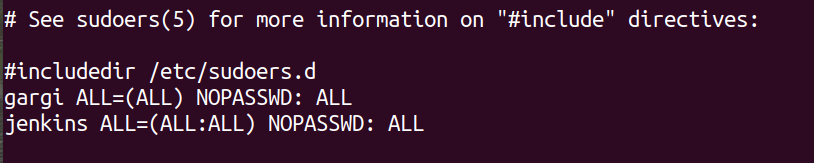 # See sudoers(5) for more information on "#include" directives:
#includedir /etc/sudoers.d
gargi ALL=(ALL) NOPASSWD: ALL
jenkins ALL=(ALL:ALL) NOPASSWD: ALL